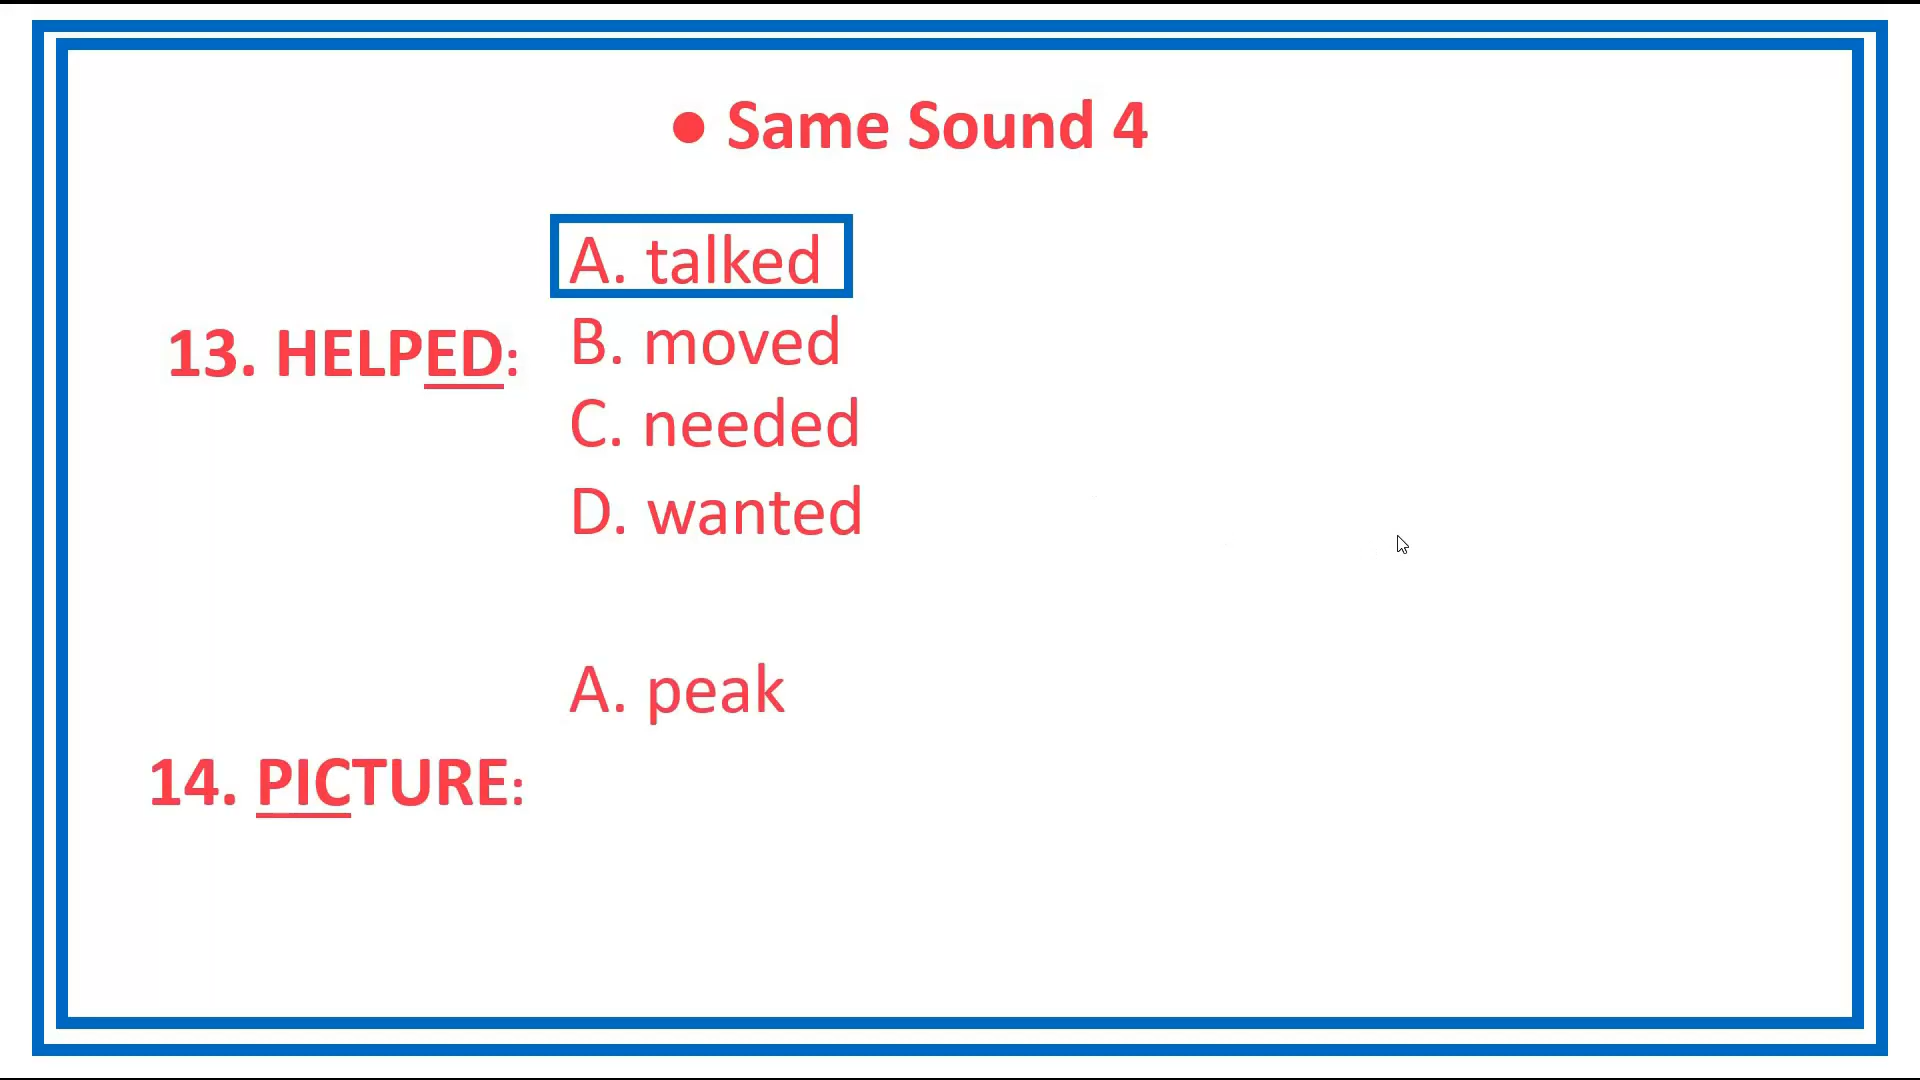 • Same Sound 4
13. HELPED:
A. talked
B. moved
C. needed
D. wanted
14. PICTURE:
A. peak